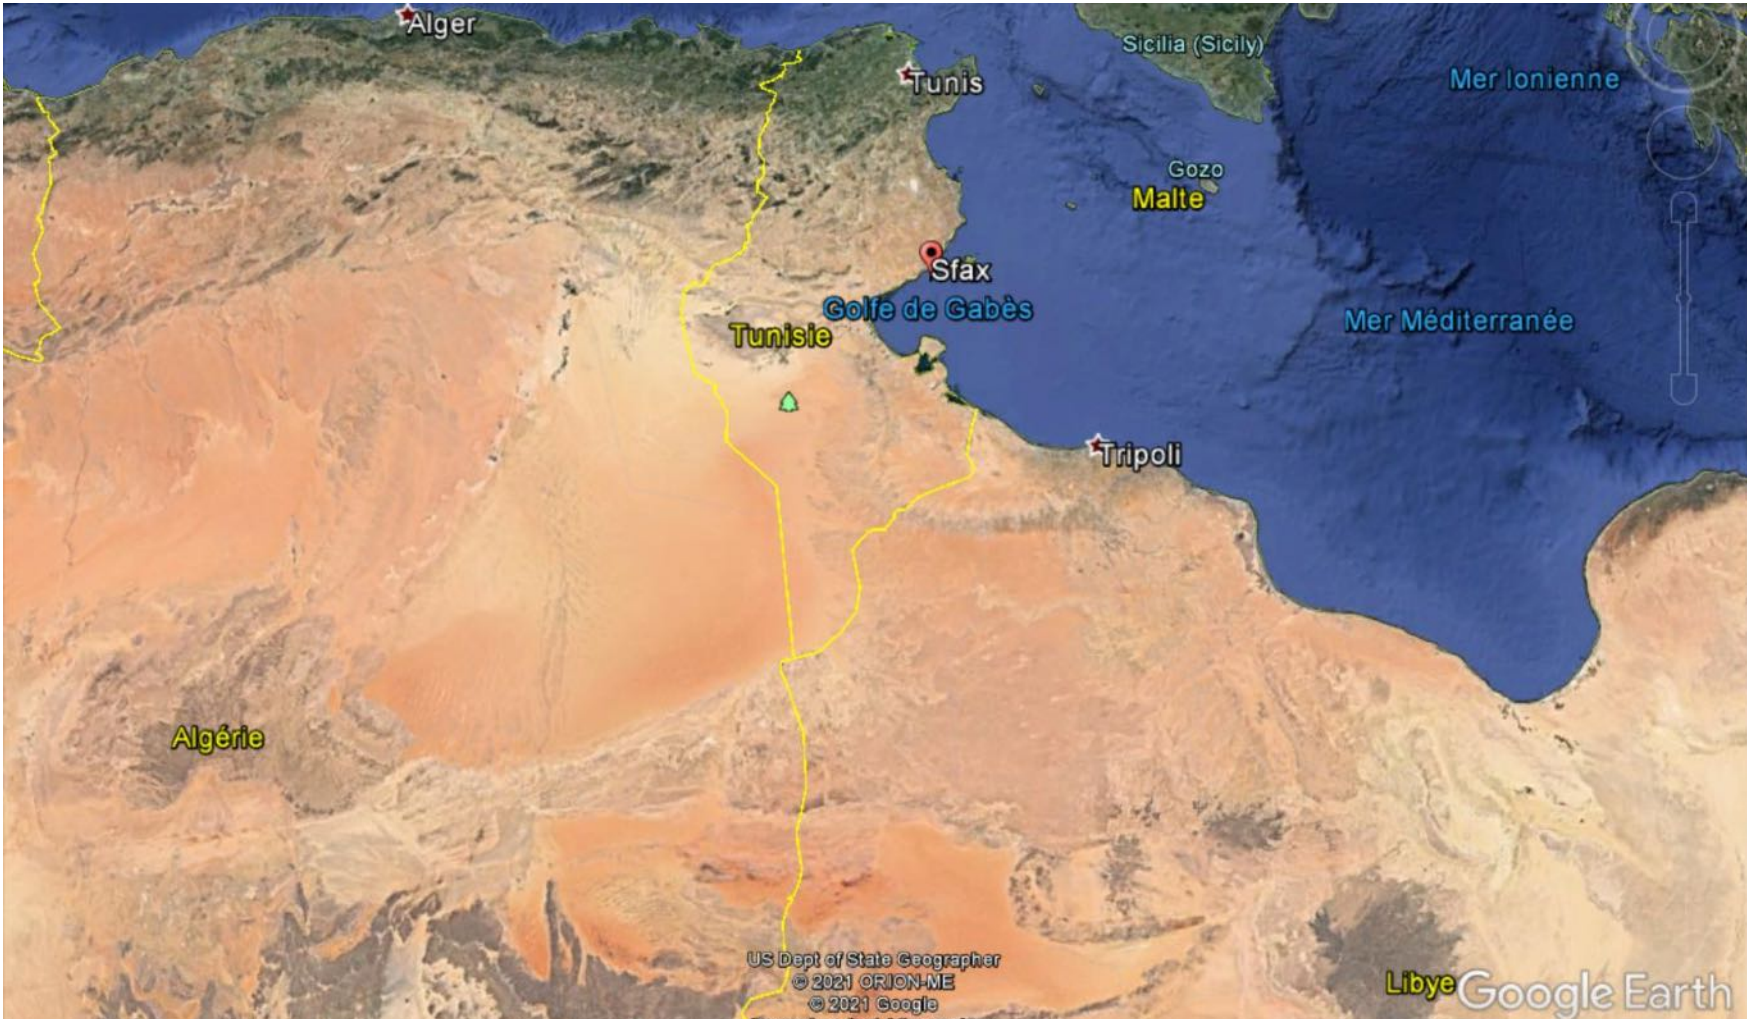 Alger
Sicilia (Sicily)
Mer Ionienne
Tunis
Gozo
Malte
Sfax
Golfe de Gabès
Mer Méditerranée
Tunisie
Tripoli
Algérie
US Dept of State Geographer
© 2021 ORION-ME
© 2021 Google
Libye
Google Earth